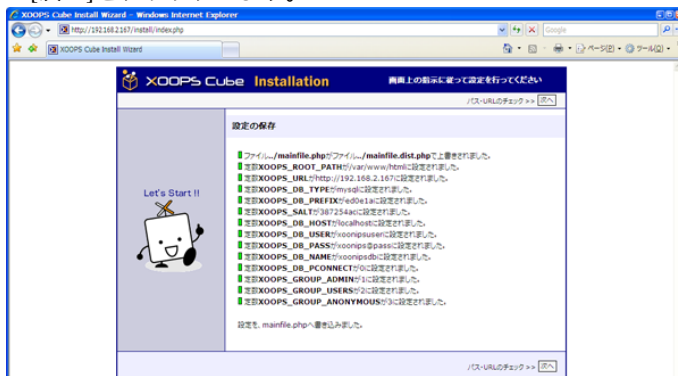 XOOPS Cube Install Wizard - Windows Internet Explorer
http://192.168.2.167/install/index.php
Google
XOOPS Cube Install Wizard
ページ(P)
ツール(O)
XOOPS Cube Installation
画面上の指示に従って設定を行ってください
パス・URLのチェック >> 次へ
設定の保存
ファイル../mainfile.phpがファイル../mainfile.dist.phpで上書きされました。
定数XOOPS_ROOT_PATHが/var/www/htmlに設定されました。
定数XOOPS_URLがhttp://192.168.2.167に設定されました。
定数XOOPS_DB_TYPEがmysqlに設定されました。
定数XOOPS_DB_PREFIXがed0e1aに設定されました。
定数XOOPS_SALTが387254acに設定されました。
定数XOOPS_DB_HOSTがlocalhostに設定されました。
定数XOOPS_DB_USERがxoonipsuserに設定されました。
定数XOOPS_DB_PASSがxoonips@passに設定されました。
定数XOOPS_DB_NAMEがxoonipsdbに設定されました。
定数XOOPS_DB_PCONNECTが0に設定されました。
定数XOOPS_GROUP_ADMINが1に設定されました。
定数XOOPS_GROUP_USERSが2に設定されました。
定数XOOPS_GROUP_ANONYMOUSが3に設定されました。
Let's Start !!
設定を、mainfile.phpへ書き込みました。
パス・URLのチェック >> 次へ